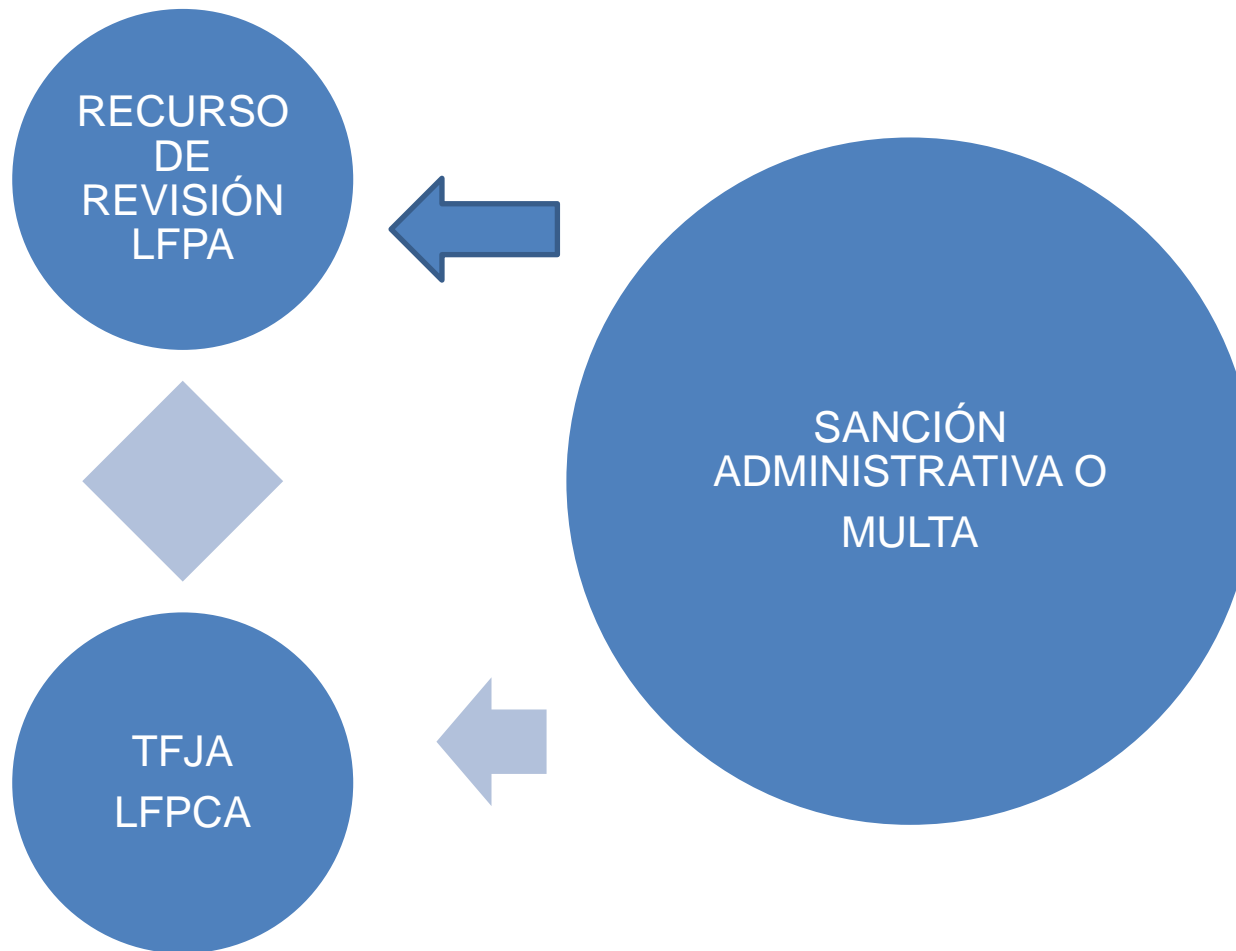 RECURSO
DE
REVISIÓN
LFPA
SANCIÓN
ADMINISTRATIVA O
MULTA
TFJA
LFPCA